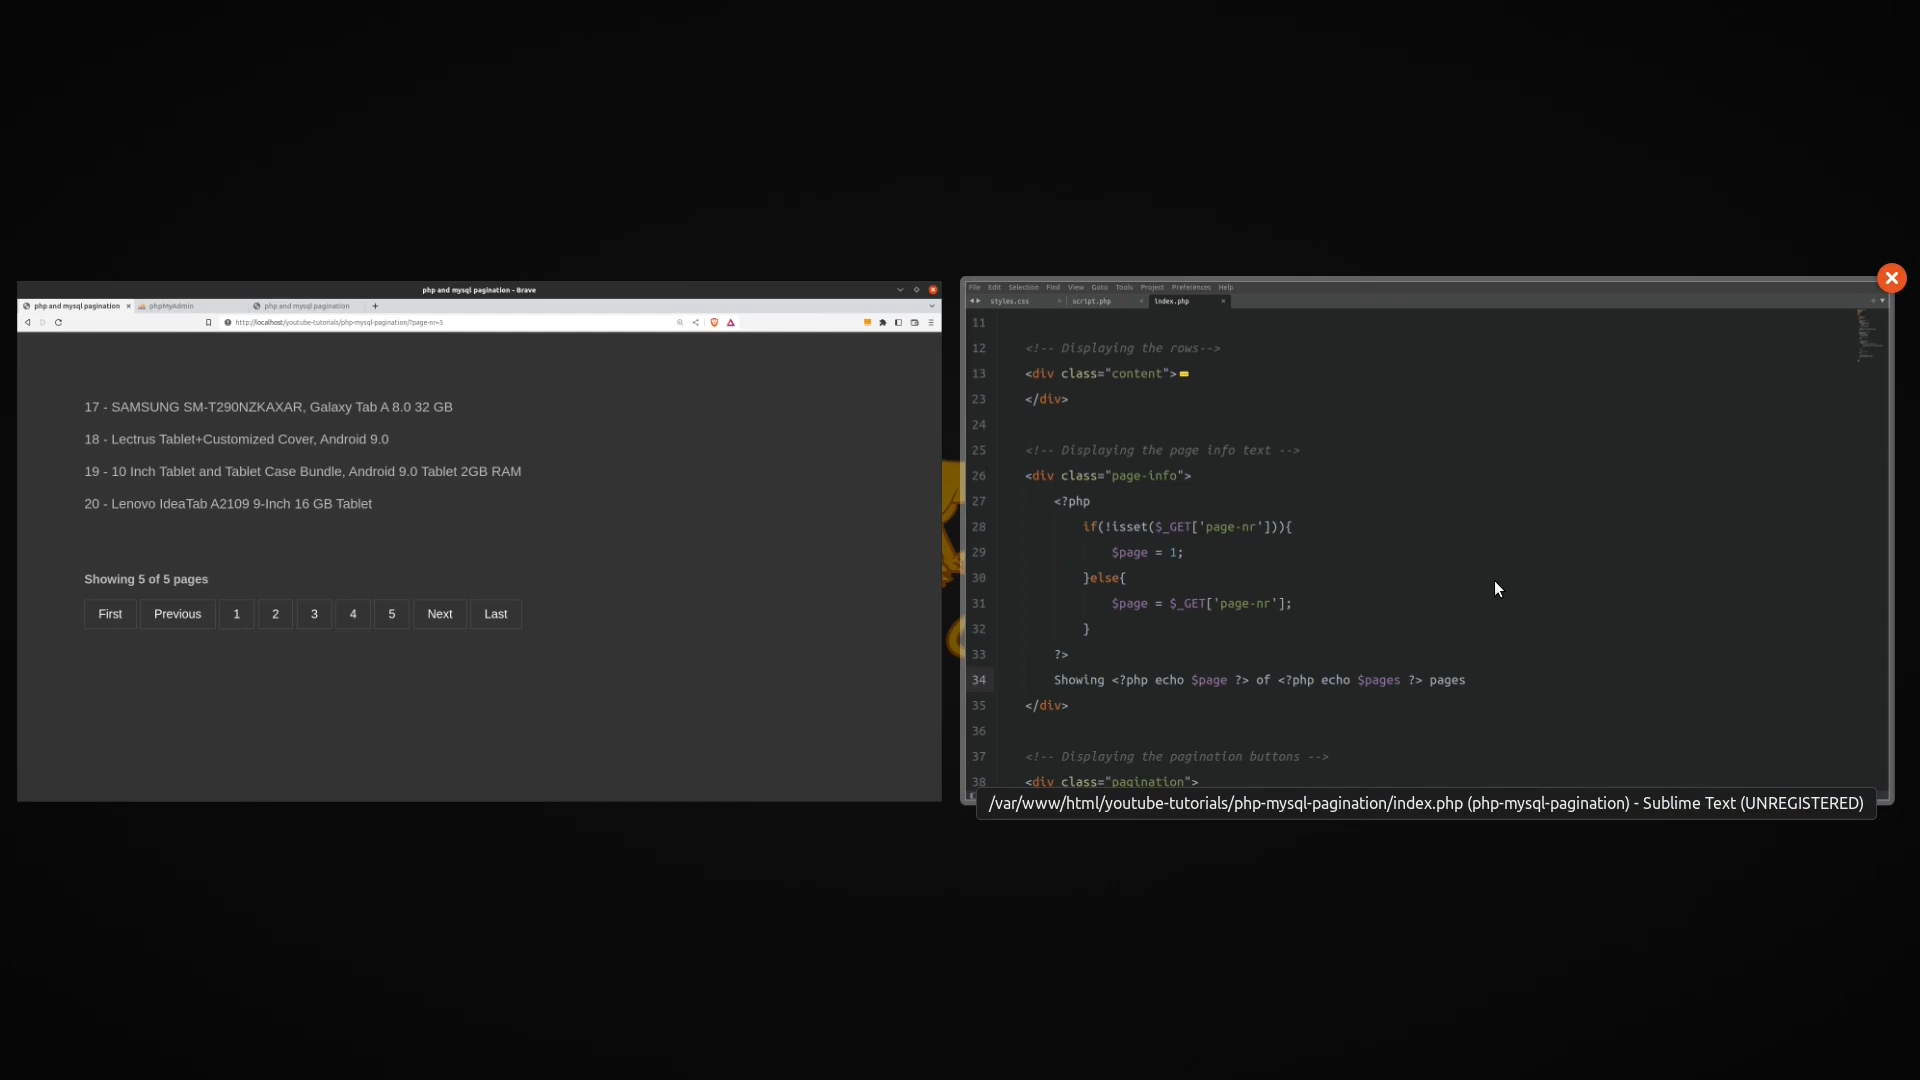 php and mysql pagination - Brave
php and mysql pagination
phpMyAdmin
php and mysql pagination
http://localhost/youtube-tutorials/php-mysql-pagination/?page-nr=5
17 - SAMSUNG SM-T290NZKAXAR, Galaxy Tab A 8.0 32 GB
18 - Lectrus Tablet+Customized Cover, Android 9.0
19 - 10 Inch Tablet and Tablet Case Bundle, Android 9.0 Tablet 2GB RAM
20 - Lenovo IdeaTab A2109 9-Inch 16 GB Tablet
Showing 5 of 5 pages
First Previous 1 2 3 4 5 Next Last
File Edit Selection Find View Goto Tools Project Preferences Help
styles.css script.php index.php
11
12 <!-- Displaying the rows-->
13 <div class="content">
23 </div>
24
25 <!-- Displaying the page info text -->
26 <div class="page-info">
27 <?php
28 if(!isset($_GET['page-nr'])){
29 $page = 1;
30 }else{
31 $page = $_GET['page-nr'];
32 }
33 ?>
34 Showing <?php echo $page ?> of <?php echo $pages ?> pages
35 </div>
36
37 <!-- Displaying the pagination buttons -->
38 <div class="pagination">
/var/www/html/youtube-tutorials/php-mysql-pagination/index.php (php-mysql-pagination) - Sublime Text (UNREGISTERED)